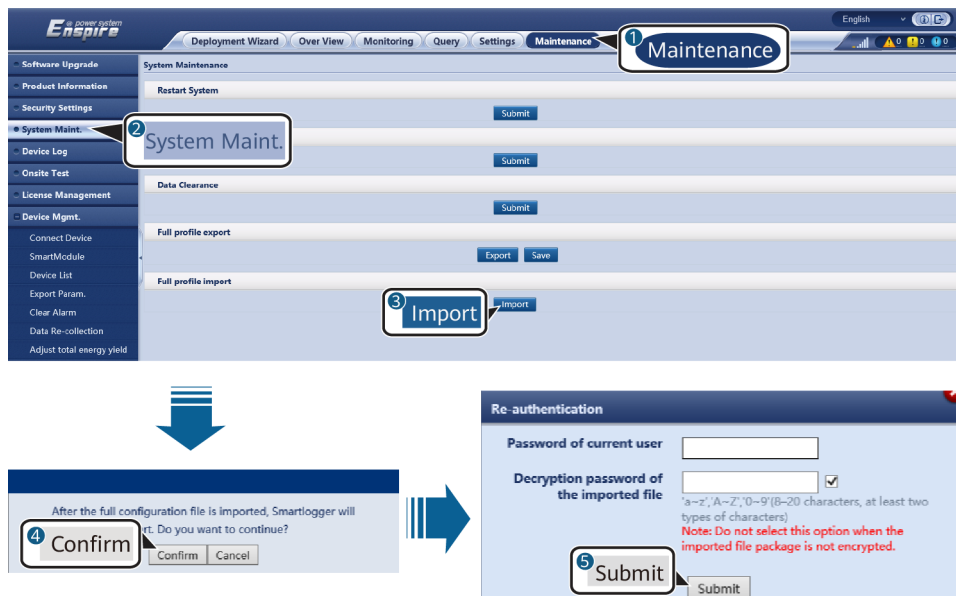 power system
Enspire
English
Deployment Wizard Over View Monitoring Query Settings Maintenance
0 0 0
1 Maintenance
Software Upgrade
Product Information
Security Settings
System Maint.
Device Log
Onsite Test
License Management
Device Mgmt.
Connect Device
SmartModule
Device List
Export Param.
Clear Alarm
Data Re-collection
Adjust total energy yield
System Maintenance
Restart System
Submit
2 System Maint.
Submit
Data Clearance
Submit
Full profile export
Export Save
Full profile import
Import
3 Import
After the full configuration file is imported, Smartlogger will
rt. Do you want to continue?
Confirm Cancel
4 Confirm
Re-authentication
Password of current user
Decryption password of
the imported file
'a~z','A~Z','0~9'(8–20 characters, at least two
types of characters)
Note: Do not select this option when the
imported file package is not encrypted.
5 Submit
Submit